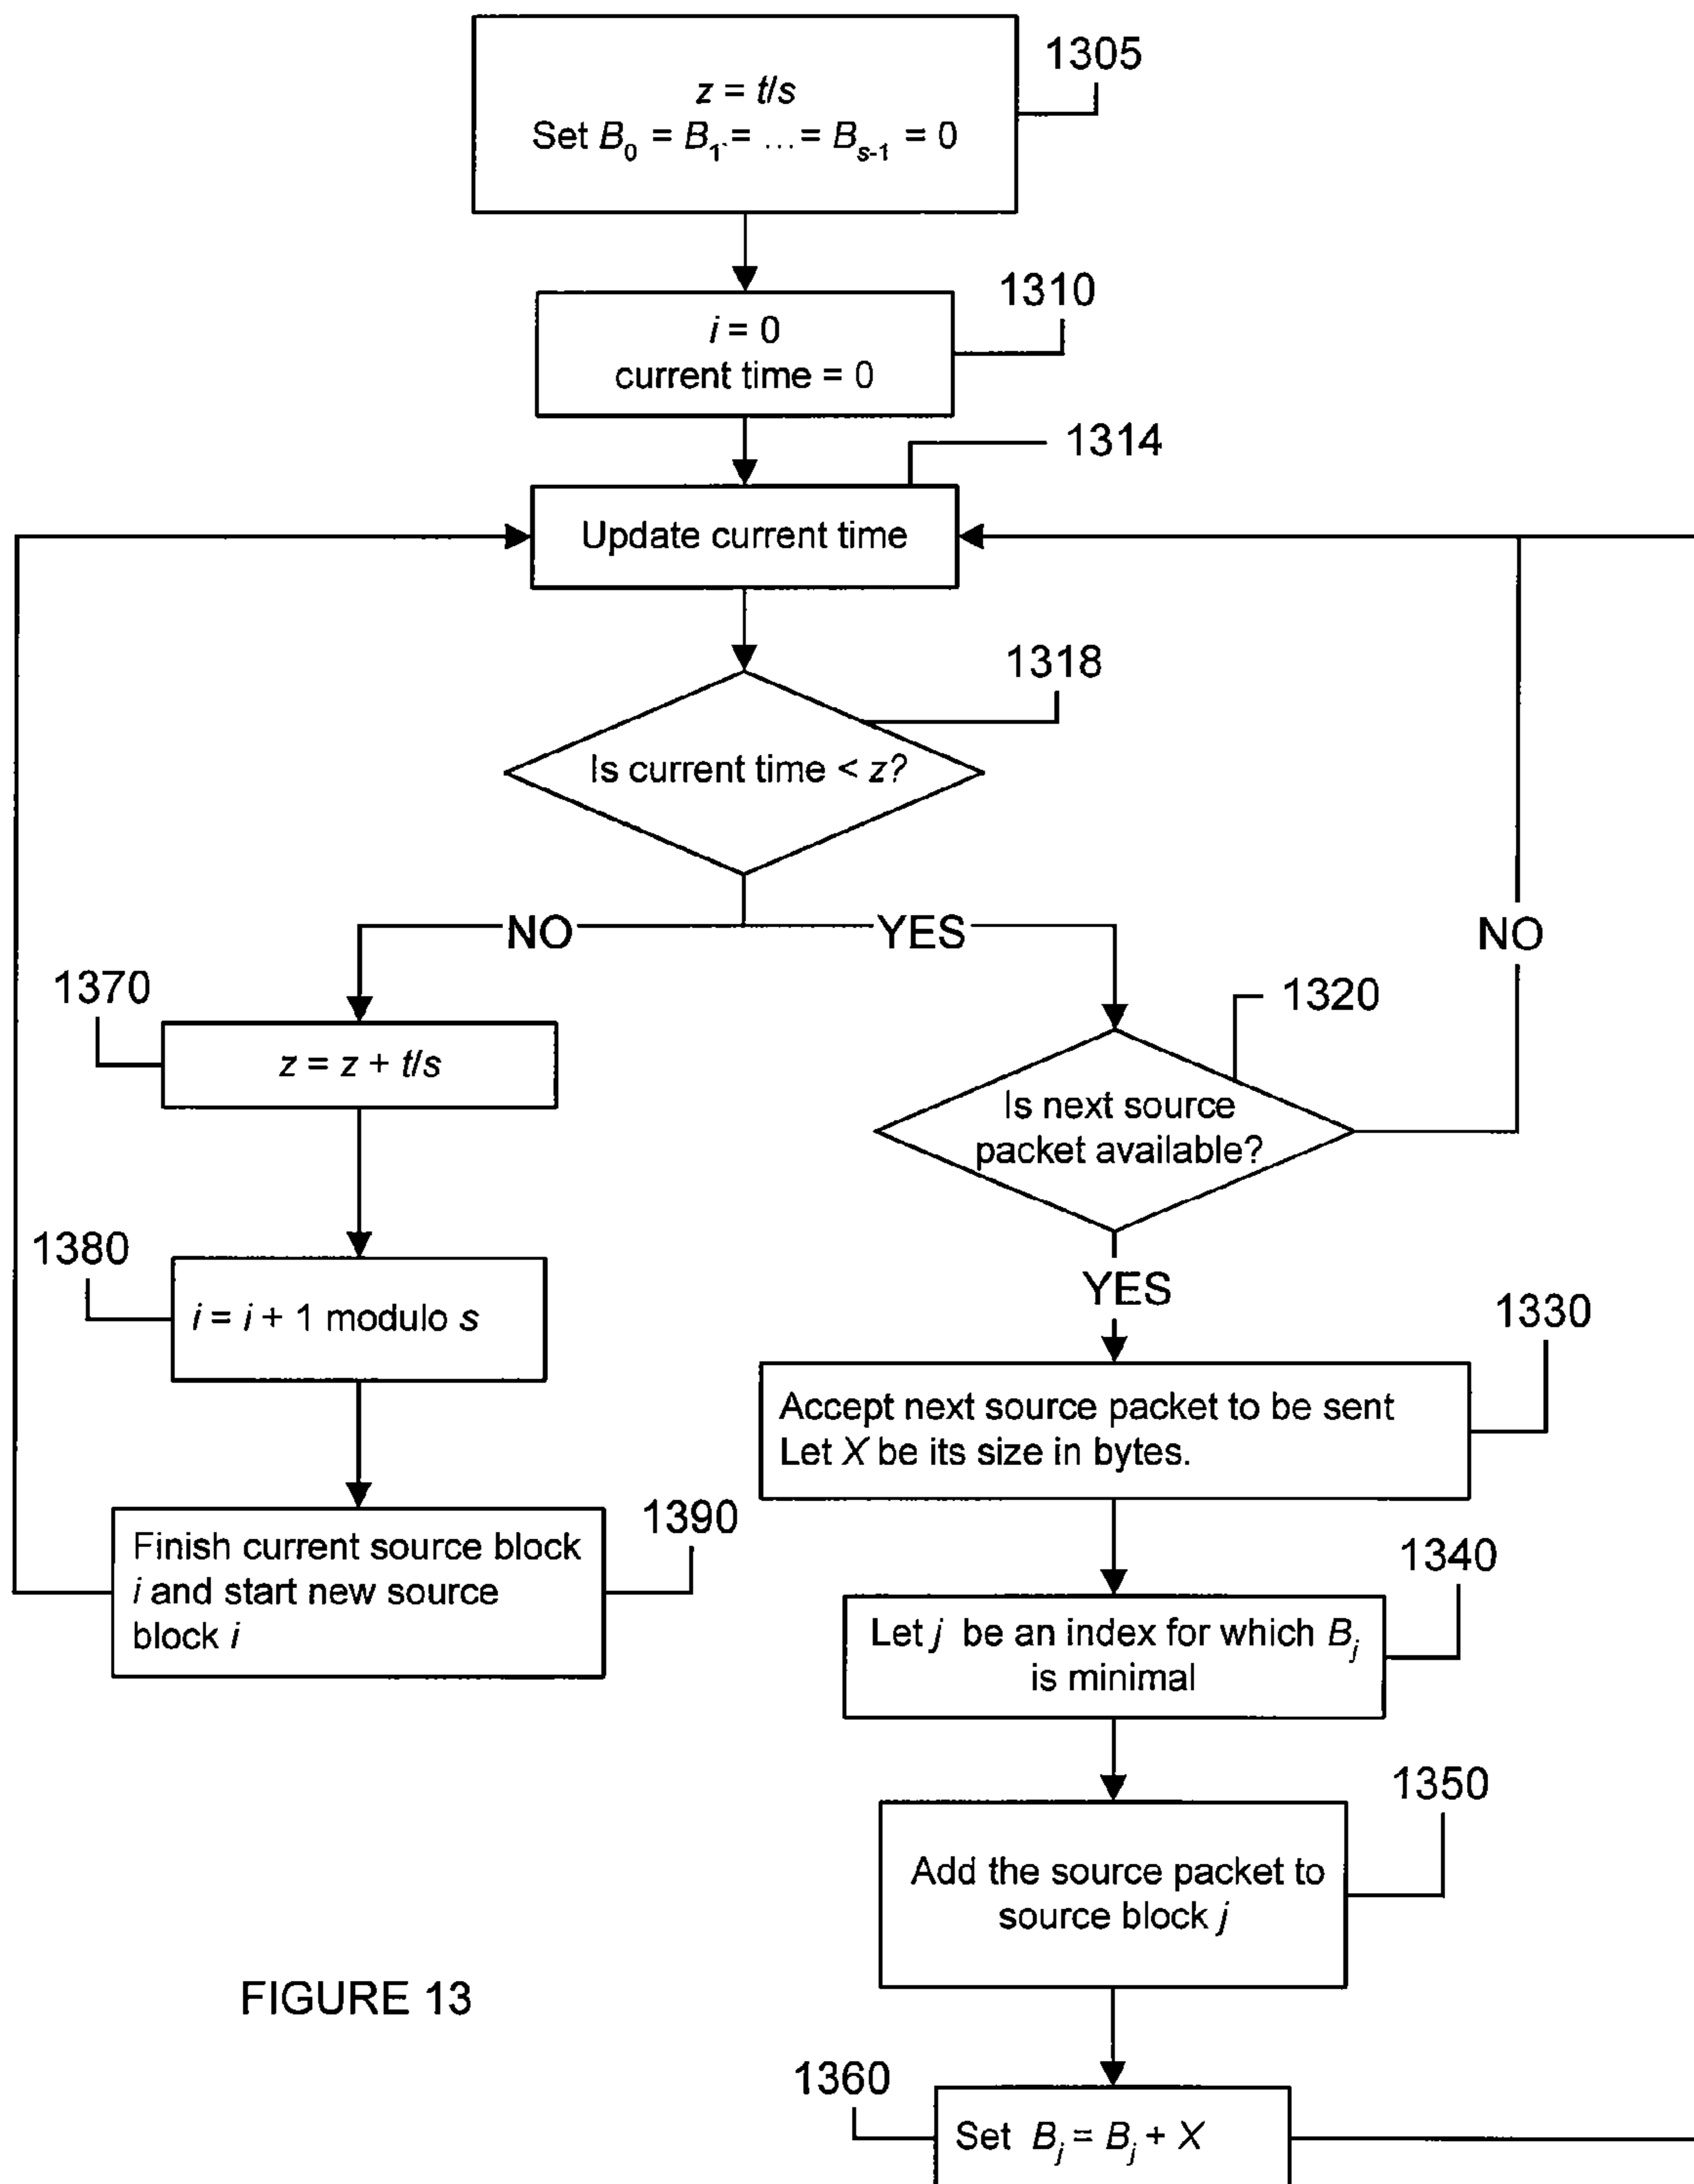 1305
z = t/s
Set B0 = B1 = ... = Bs-1 = 0
1310
i = 0
current time = 0
1314
Update current time
1318
Is current time < z?
NO
YES
NO
1370
z = z + t/s
1320
Is next source
packet available?
1380
i = i + 1 modulo s
YES
1330
Accept next source packet to be sent
Let X be its size in bytes.
1390
Finish current source block
i and start new source
block i
1340
Let j be an index for which Bj
is minimal
1350
Add the source packet to
source block j
FIGURE 13
1360
Set Bj = Bj + X